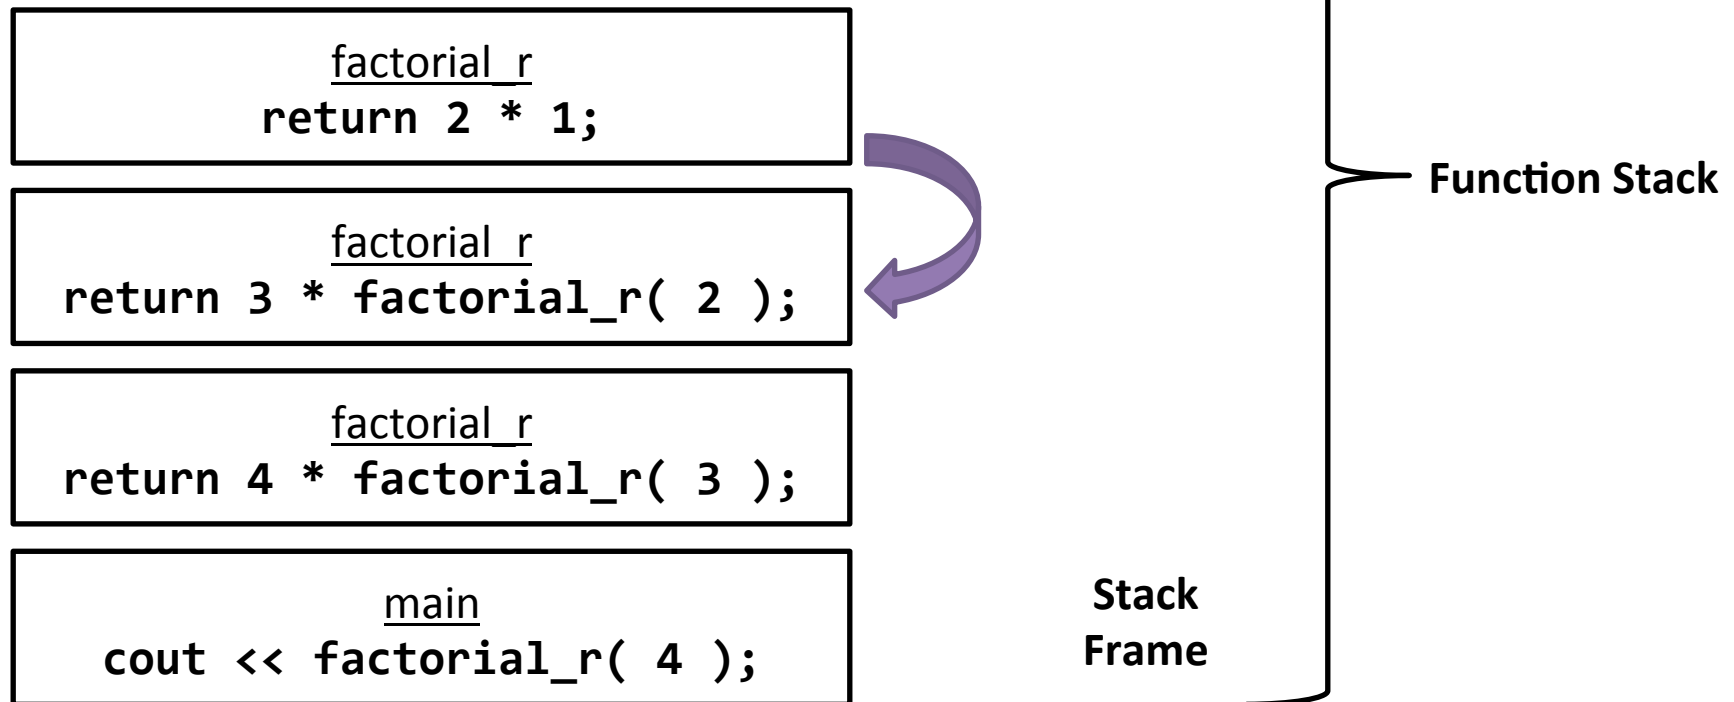 factorial_r
return 2 * 1;
factorial_r
return 3 * factorial_r( 2 );
factorial_r
return 4 * factorial_r( 3 );
main
cout << factorial_r( 4 );
Function Stack
Stack
Frame